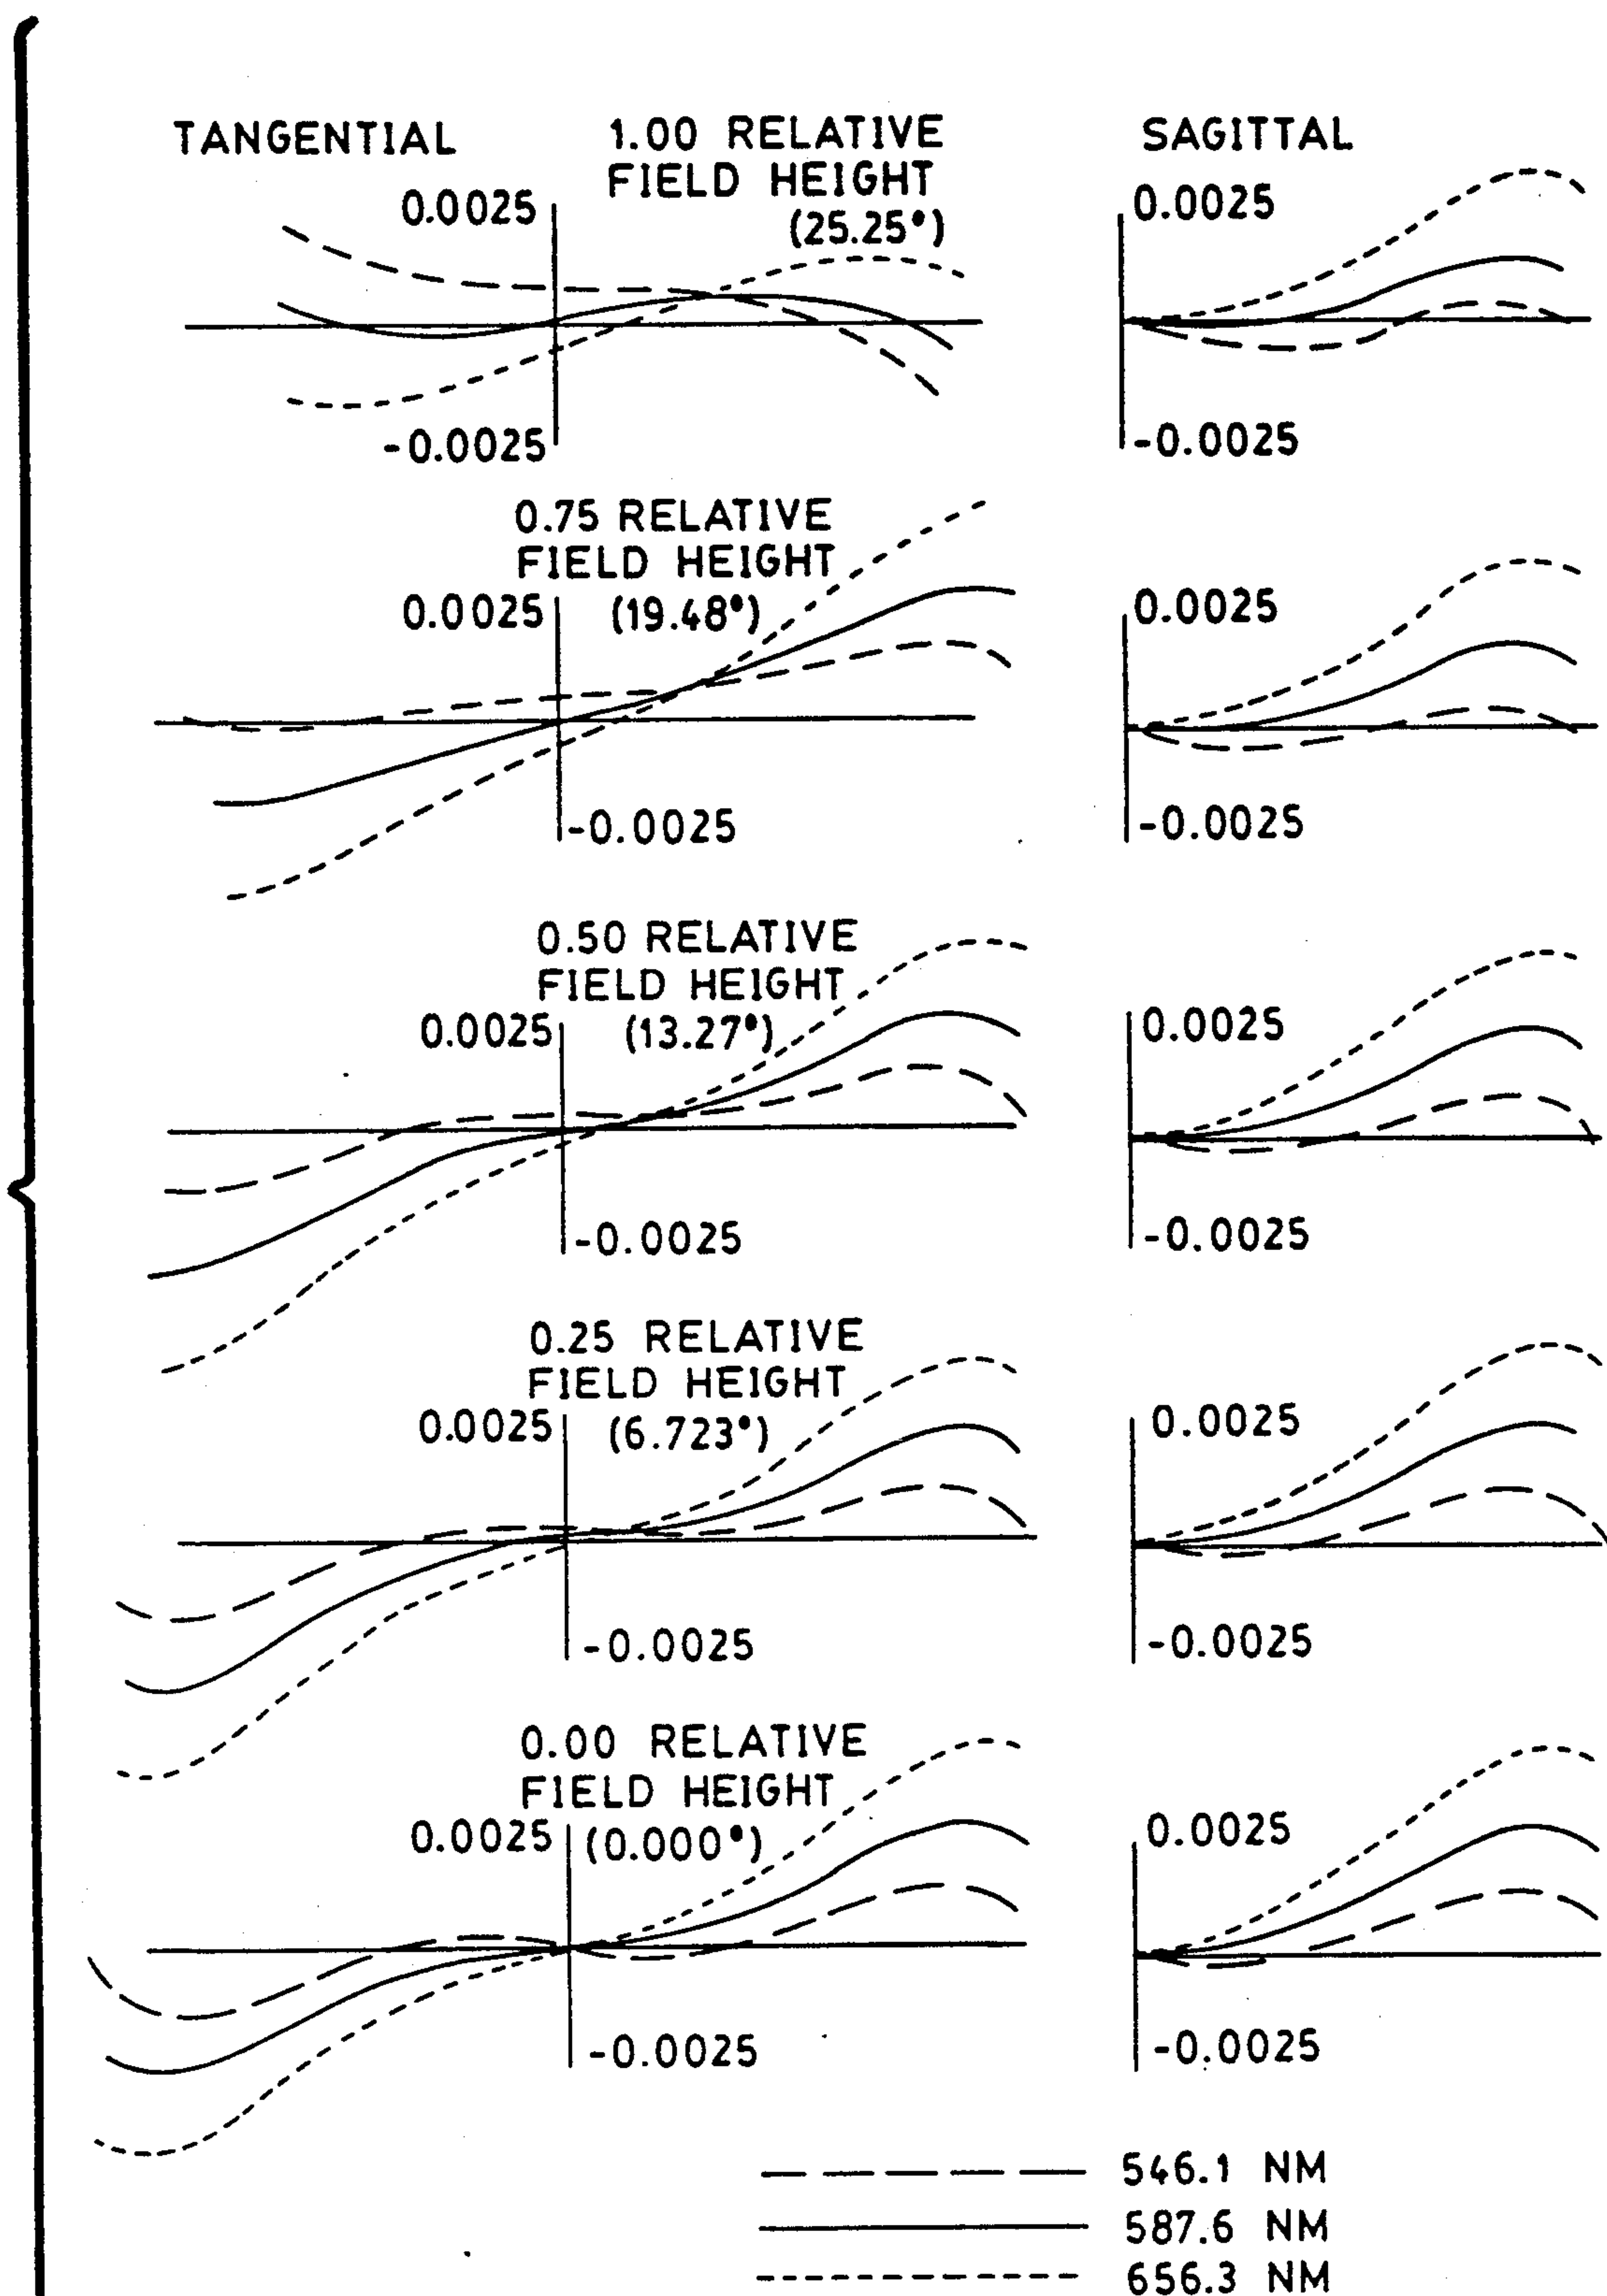 TANGENTIAL
1.00 RELATIVE
FIELD HEIGHT
(25.25°)
SAGITTAL
0.0025
-0.0025
0.0025
-0.0025
0.75 RELATIVE
FIELD HEIGHT
(19.48°)
0.0025
-0.0025
0.0025
-0.0025
0.50 RELATIVE
FIELD HEIGHT
(13.27°)
0.0025
-0.0025
0.0025
-0.0025
0.25 RELATIVE
FIELD HEIGHT
(6.723°)
0.0025
-0.0025
0.0025
-0.0025
0.00 RELATIVE
FIELD HEIGHT
(0.000°)
0.0025
-0.0025
0.0025
-0.0025
546.1 NM
587.6 NM
656.3 NM